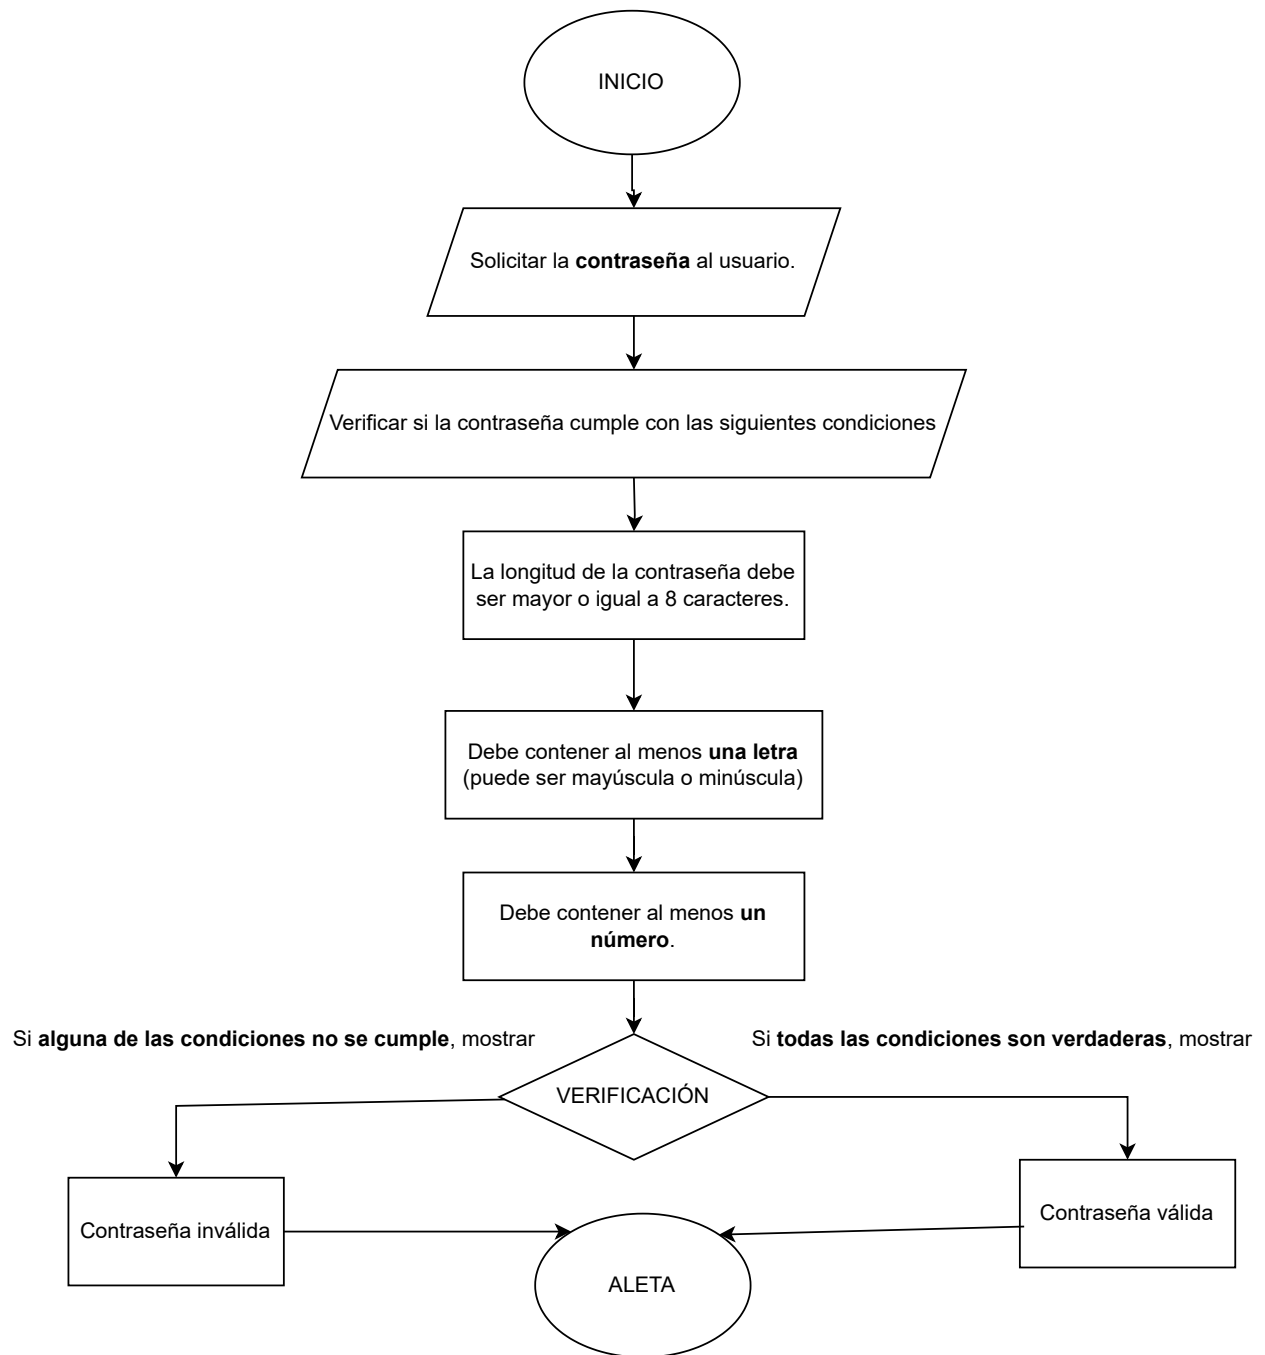 INICIO
Solicitar la contraseña al usuario.
Verificar si la contraseña cumple con las siguientes condiciones
La longitud de la contraseña debe
ser mayor o igual a 8 caracteres.
Debe contener al menos una letra
(puede ser mayúscula o minúscula)
Debe contener al menos un
número.
Si alguna de las condiciones no se cumple, mostrar
Si todas las condiciones son verdaderas, mostrar
VERIFICACIÓN
Contraseña inválida
Contraseña válida
ALETA